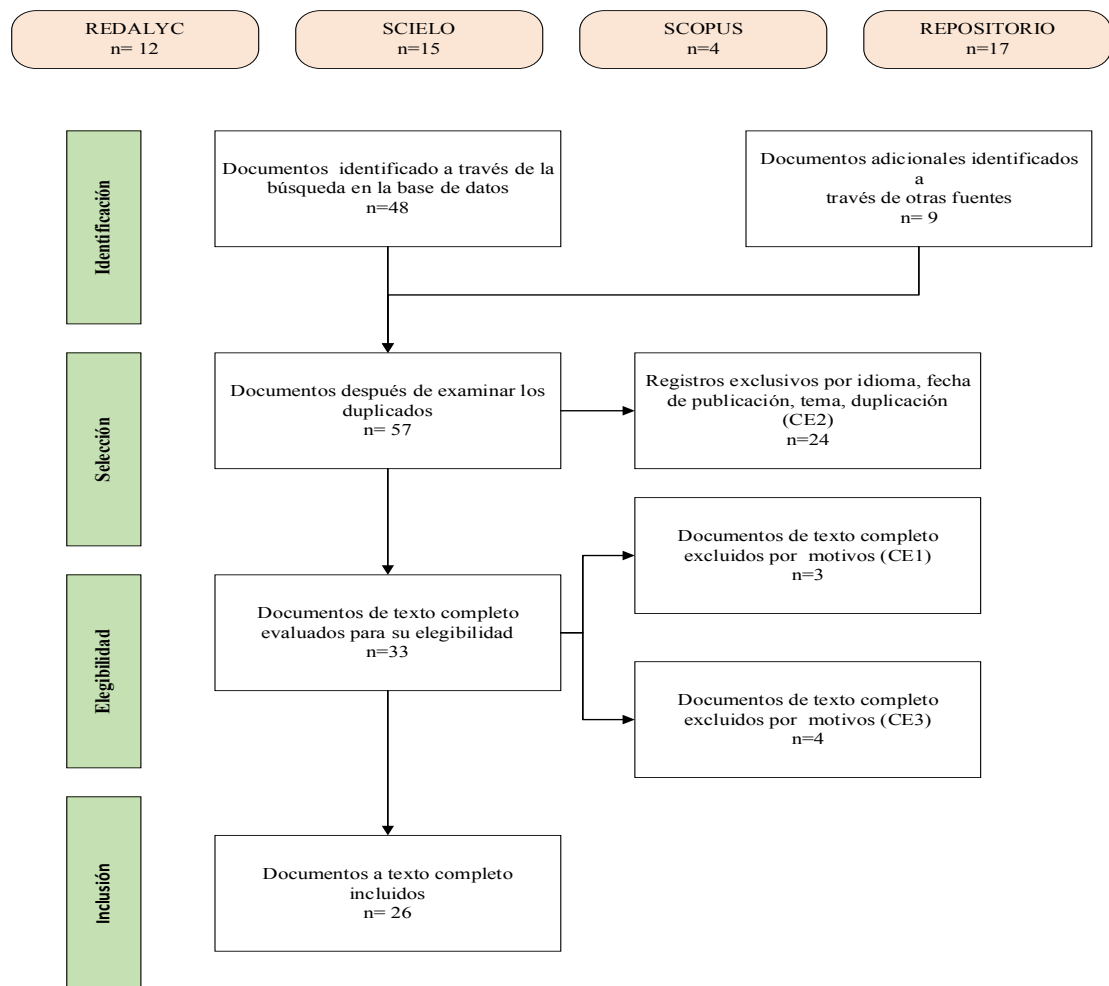 REDALYC
n= 12
SCIELO
n=15
SCOPUS
n=4
REPOSITORIO
n=17
Identificación
Documentos identificado a través de la
búsqueda en la base de datos
n=48
Documentos adicionales identificados
a
través de otras fuentes
n= 9
Selección
Documentos después de examinar los
duplicados
n= 57
Registros exclusivos por idioma, fecha
de publicación, tema, duplicación
(CE2)
n=24
Elegibilidad
Documentos de texto completo
evaluados para su elegibilidad
n=33
Documentos de texto completo
excluidos por motivos (CE1)
n=3
Documentos de texto completo
excluidos por motivos (CE3)
n=4
Inclusión
Documentos a texto completo
incluidos
n= 26